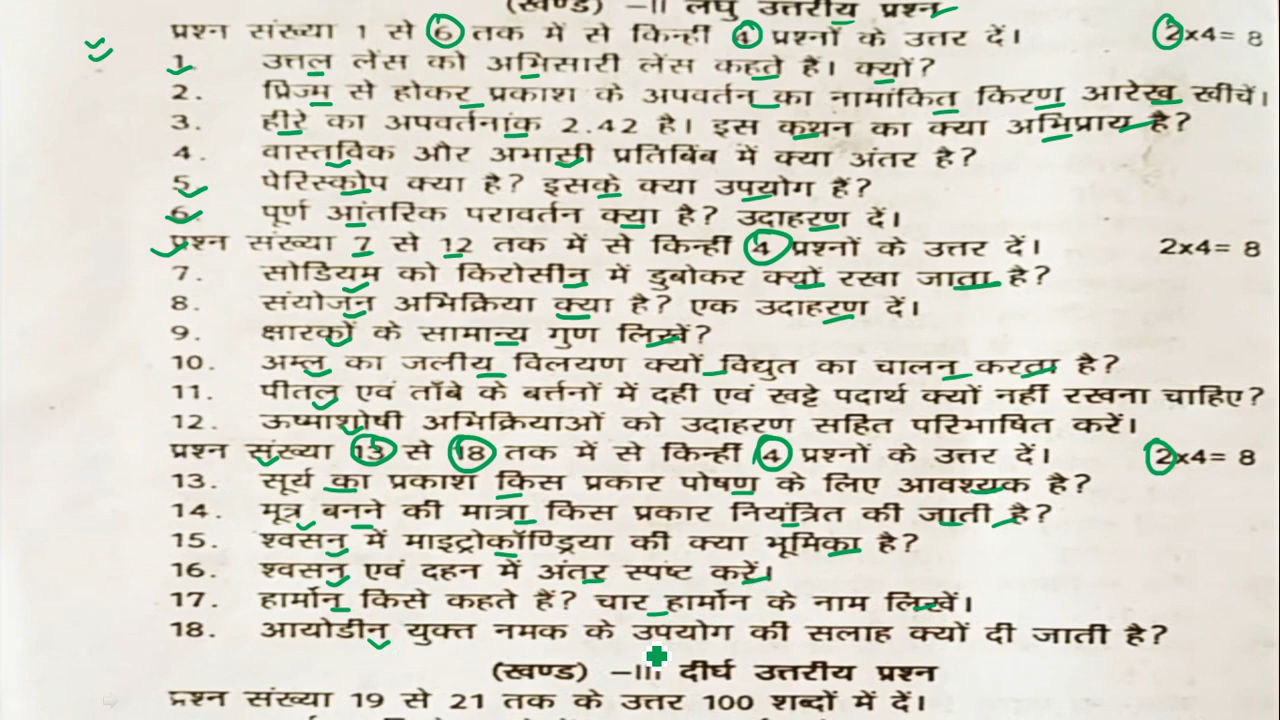 (खण्ड) –II लघु उत्तरीय प्रश्न
प्रश्न संख्या 1 से 6 तक में से किन्हीं 4 प्रश्नों के उत्तर दें। 2x4= 8
1. उत्तल लेंस को अभिसारी लेंस कहते हैं। क्यों?
2. प्रिज्म से होकर प्रकाश के अपवर्तन का नामांकित किरण आरेख खींचें।
3. हीरे का अपवर्तनांक 2.42 है। इस कथन का क्या अभिप्राय है?
4. वास्तविक और अभासी प्रतिबिंब में क्या अंतर है?
5. पेरिस्कोप क्या है? इसके क्या उपयोग हैं?
6. पूर्ण आंतरिक परावर्तन क्या है? उदाहरण दें।
प्रश्न संख्या 7 से 12 तक में से किन्हीं 4 प्रश्नों के उत्तर दें। 2x4= 8
7. सोडियम को किरोसीन में डुबोकर क्यों रखा जाता है?
8. संयोजन अभिक्रिया क्या है? एक उदाहरण दें।
9. क्षारकों के सामान्य गुण लिखें?
10. अम्ल का जलीय विलयण क्यों विद्युत का चालन करता है?
11. पीतल एवं ताँबे के बर्त्तनों में दही एवं खट्टे पदार्थ क्यों नहीं रखना चाहिए?
12. ऊष्माशोषी अभिक्रियाओं को उदाहरण सहित परिभाषित करें।
प्रश्न संख्या 13 से 18 तक में से किन्हीं 4 प्रश्नों के उत्तर दें। 2x4= 8
13. सूर्य का प्रकाश किस प्रकार पोषण के लिए आवश्यक है?
14. मूत्र बनने की मात्रा किस प्रकार नियंत्रित की जाती है?
15. श्वसन में माइट्रोकॉण्ड्रिया की क्या भूमिका है?
16. श्वसन एवं दहन में अंतर स्पष्ट करें।
17. हार्मोन किसे कहते हैं? चार हार्मोन के नाम लिखें।
18. आयोडीन युक्त नमक के उपयोग की सलाह क्यों दी जाती है?
(खण्ड) –III दीर्घ उत्तरीय प्रश्न
प्रश्न संख्या 19 से 21 तक के उत्तर 100 शब्दों में दें।